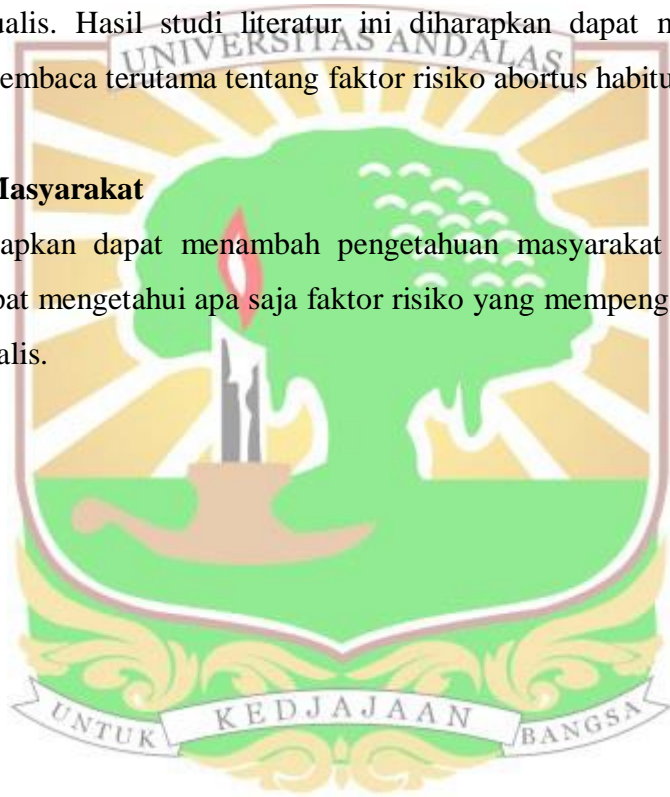 ualis. Hasil studi literatur ini diharapkan dapat m
UNIVERSITAS ANDALAS
embaca terutama tentang faktor risiko abortus habitu
Masyarakat
apkan dapat menambah pengetahuan masyarakat
pat mengetahui apa saja faktor risiko yang mempeng
alis.
UNTUK KEDJAJAAN BANGSA